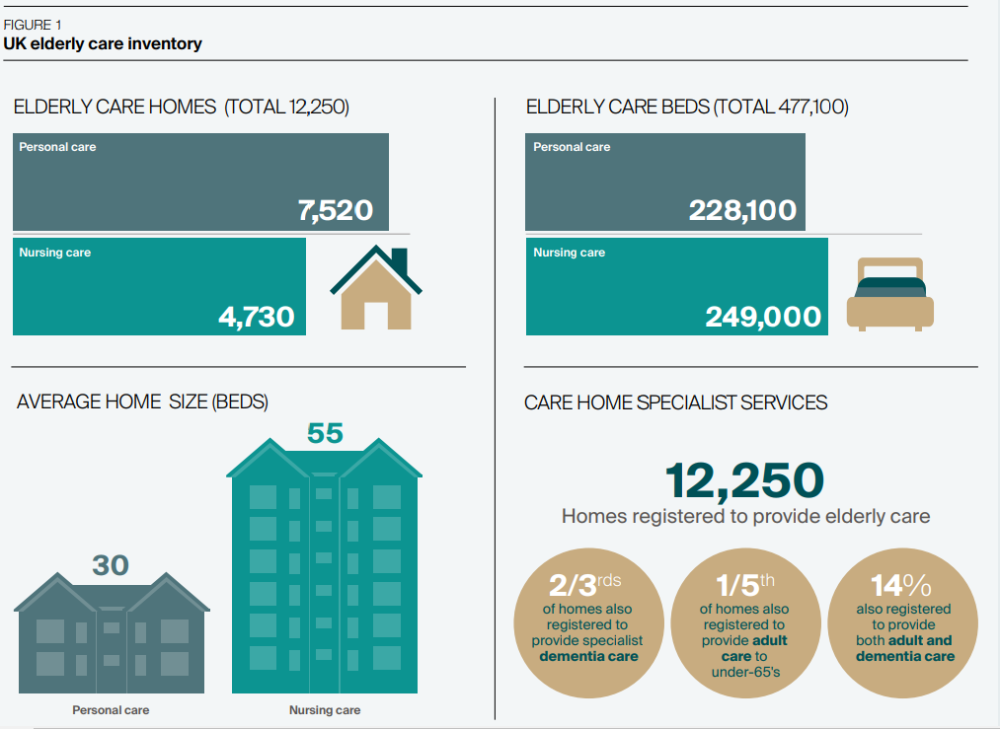 FIGURE 1
UK elderly care inventory
ELDERLY CARE HOMES (TOTAL 12,250)
Personal care
7,520
Nursing care
4,730
ELDERLY CARE BEDS (TOTAL 477,100)
Personal care
228,100
Nursing care
249,000
AVERAGE HOME SIZE (BEDS)
30
Personal care
55
Nursing care
CARE HOME SPECIALIST SERVICES
12,250
Homes registered to provide elderly care
2/3rds
of homes also
registered to
provide specialist
dementia care
1/5th
of homes also
registered to
provide adult
care to
under-65's
14%
also registered
to provide
both adult and
dementia care